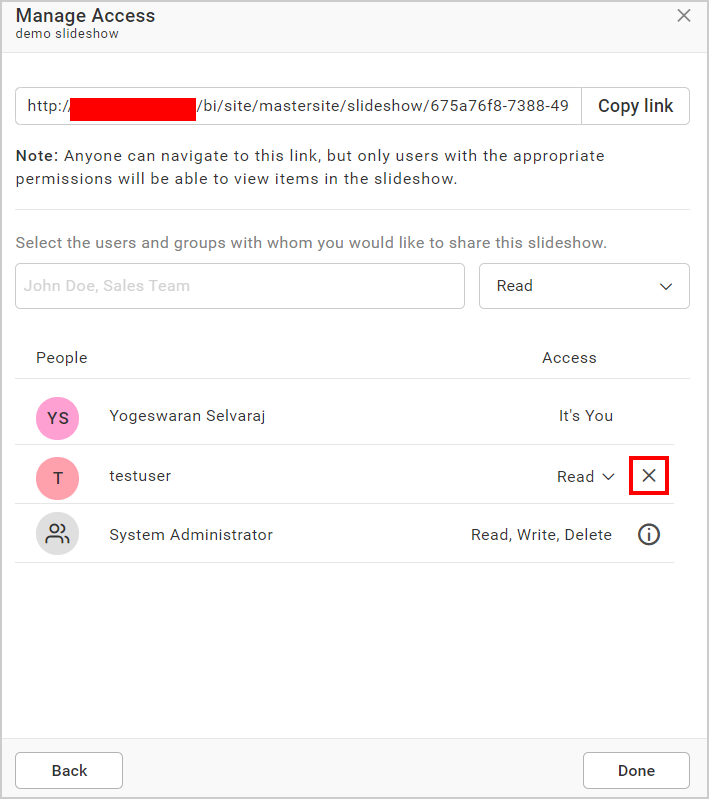 Manage Access
demo slideshow
http:/ /bi/site/mastersite/slideshow/675a76f8-7388-49
Copy link
Note: Anyone can navigate to this link, but only users with the appropriate
permissions will be able to view items in the slideshow.
Select the users and groups with whom you would like to share this slideshow.
John Doe, Sales Team
Read
People Access
YS Yogeswaran Selvaraj It's You
T testuser Read
System Administrator Read, Write, Delete
Back Done